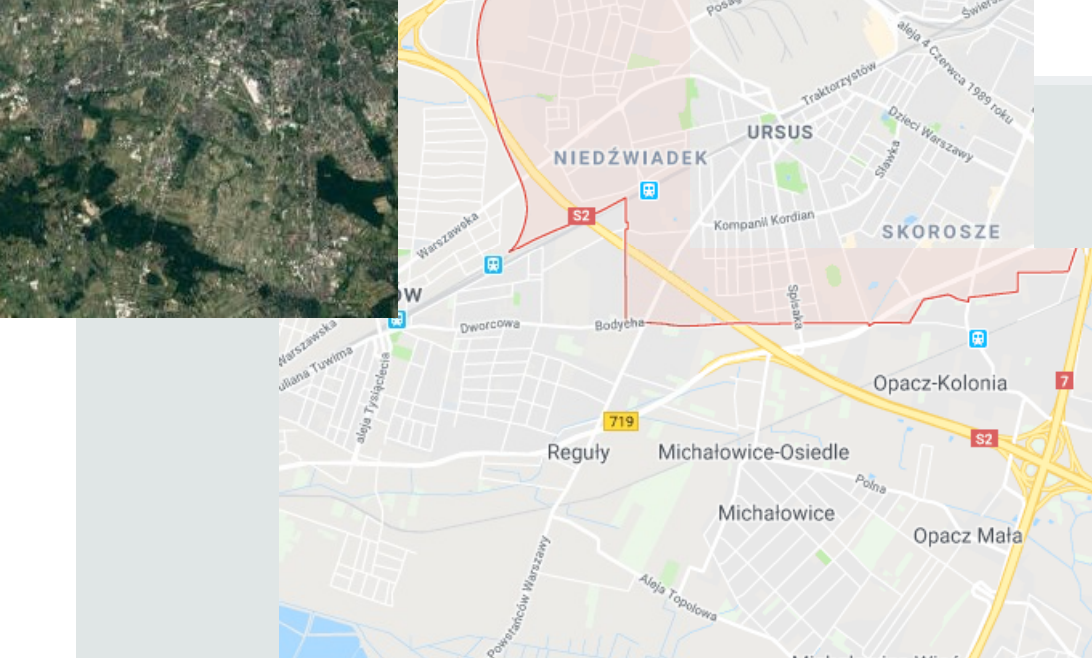 Świers
aleja 4 Czerwca 1989 roku
Traktorzystów
URSUS
Dzieci Warszawy
NIEDŹWIADEK
Sławka
S2
Kompanii Kordian
Warszawska
SKOROSZE
OW
Spisaka
Dworcowa
Bodycha
Warszawska
uliana Tuwima
aleja Tysiąclecia
Opacz-Kolonia
7
719
S2
Reguły
Michałowice-Osiedle
Polna
Michałowice
Opacz Mała
Aleja Topolowa
Powstańców Warszawy